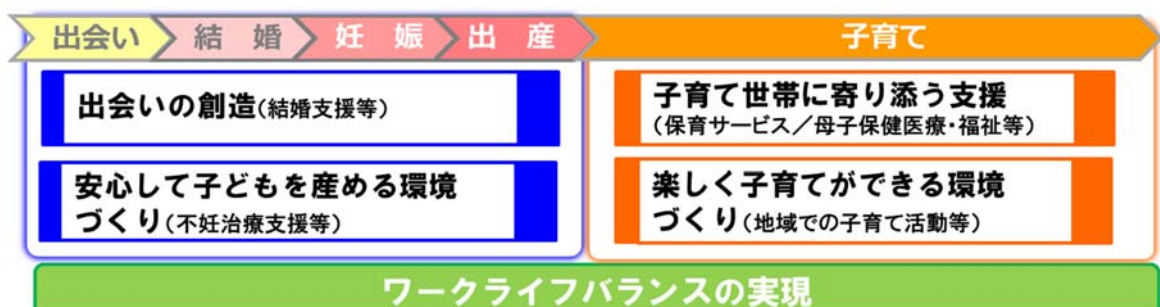 出会い 結 婚 妊 娠 出 産 子育て
出会いの創造(結婚支援等)
安心して子どもを産める環境
づくり(不妊治療支援等)
子育て世帯に寄り添う支援
(保育サービス／母子保健医療・福祉等)
楽しく子育てができる環境
づくり(地域での子育て活動等)
ワークライフバランスの実現